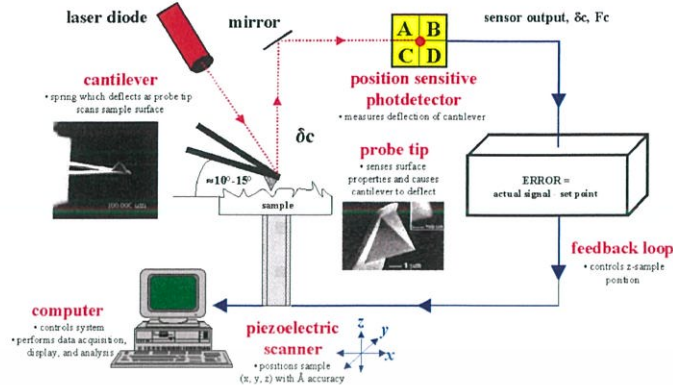 laser diode
mirror
A B
C D
sensor output, δc, Fc
cantilever
• spring which deflects as probe tip
scans sample surface
position sensitive
photdetector
• measures deflection of cantilever
δc
≈10⁰-15⁰
probe tip
• senses surface
properties and causes
cantilever to deflect
sample
ERROR =
actual signal - set point
feedback loop
• controls z-sample
position
computer
• controls system
• performs data acquisition,
display, and analysis
piezoelectric
scanner
• positions sample
(x, y, z) with Å accuracy
z
y
x